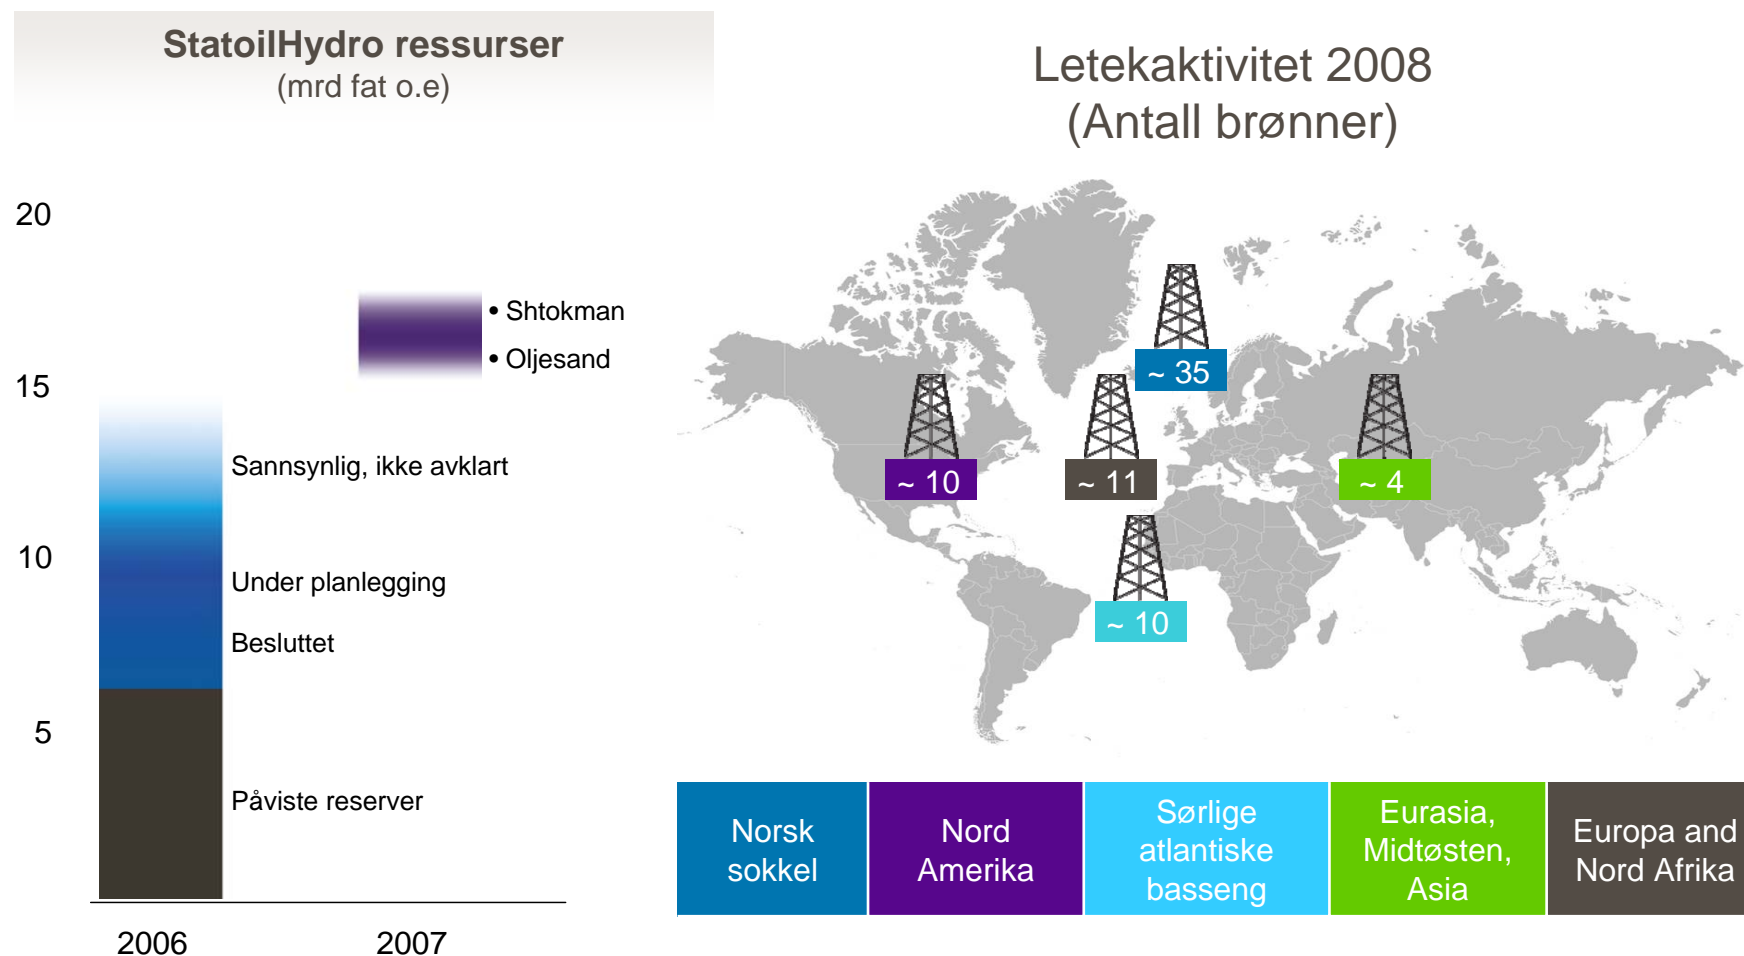 StatoilHydro ressurser
(mrd fat o.e)
20
15
10
5
• Shtokman
• Oljesand
Sannsynlig, ikke avklart
Under planlegging
Besluttet
Påviste reserver
2006
2007
Letekaktivitet 2008
(Antall brønner)
~ 35
~ 10
~ 11
~ 4
~ 10
Norsk
sokkel
Nord
Amerika
Sørlige
atlantiske
basseng
Eurasia,
Midtøsten,
Asia
Europa and
Nord Afrika